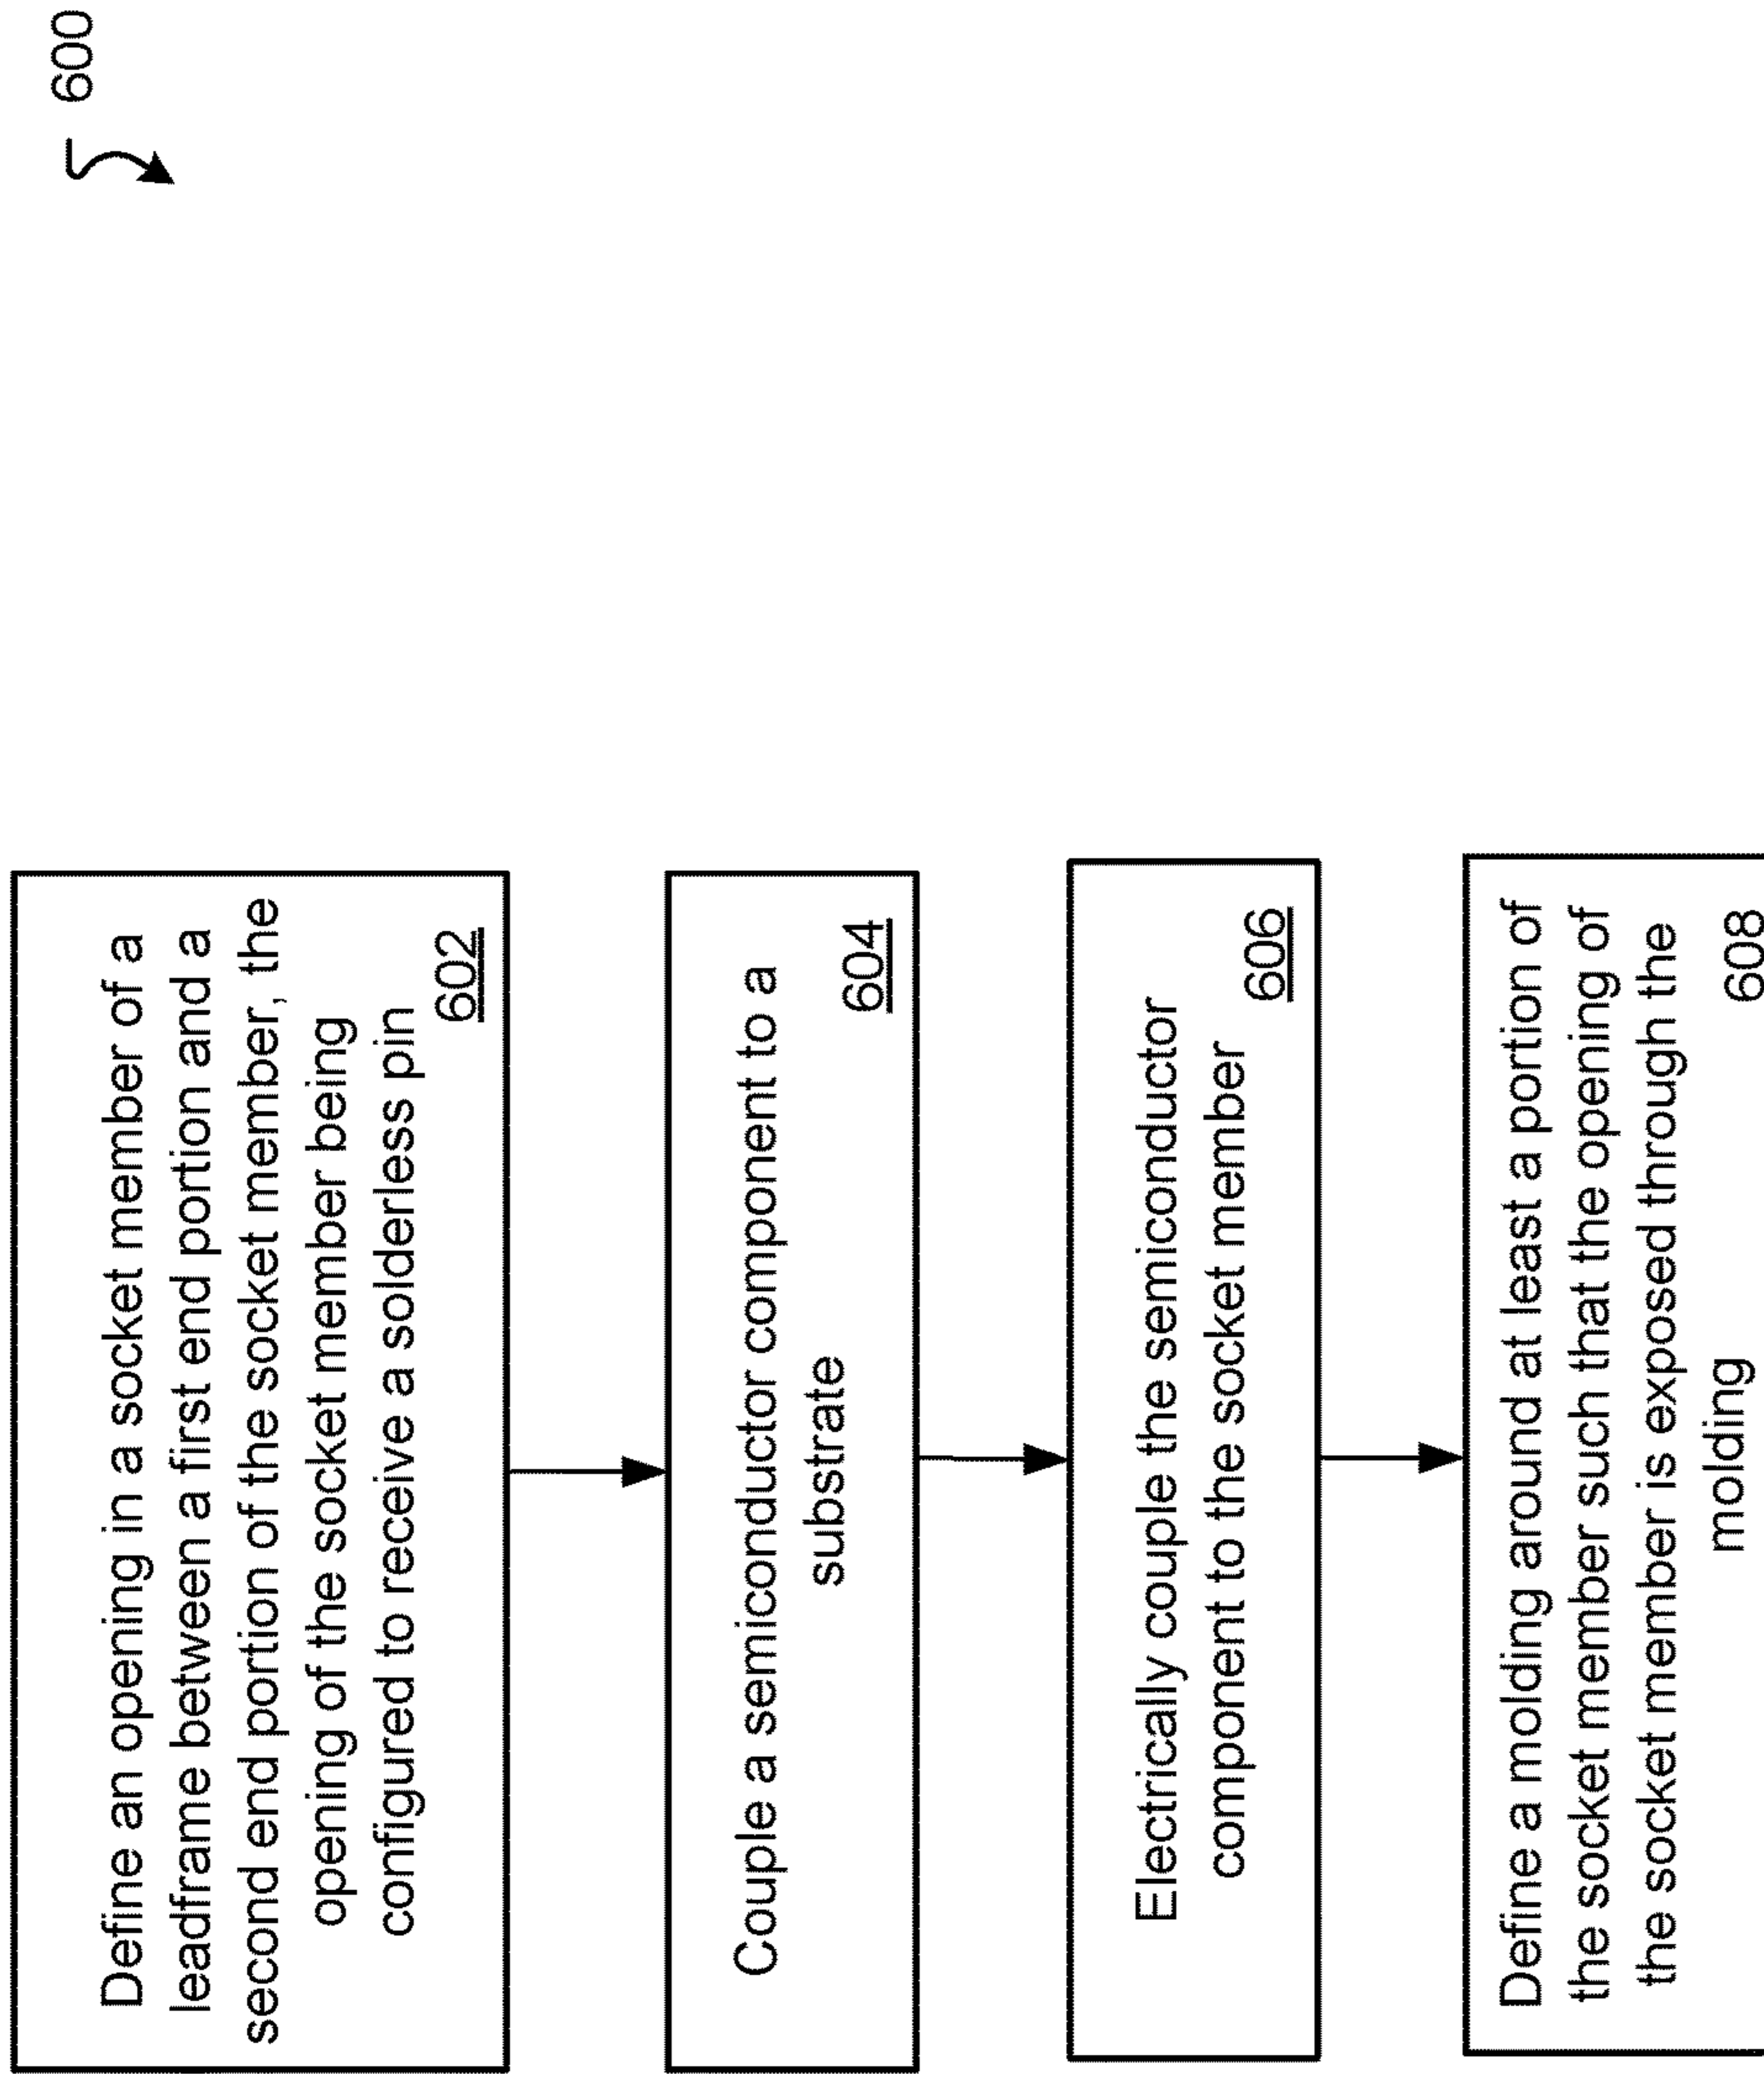 600
Define an opening in a socket member of a
leadframe between a first end portion and a
second end portion of the socket member, the
opening of the socket member being
configured to receive a solderless pin
602
Couple a semiconductor component to a
substrate
604
Electrically couple the semiconductor
component to the socket member
606
Define a molding around at least a portion of
the socket member such that the opening of
the socket member is exposed through the
molding
608